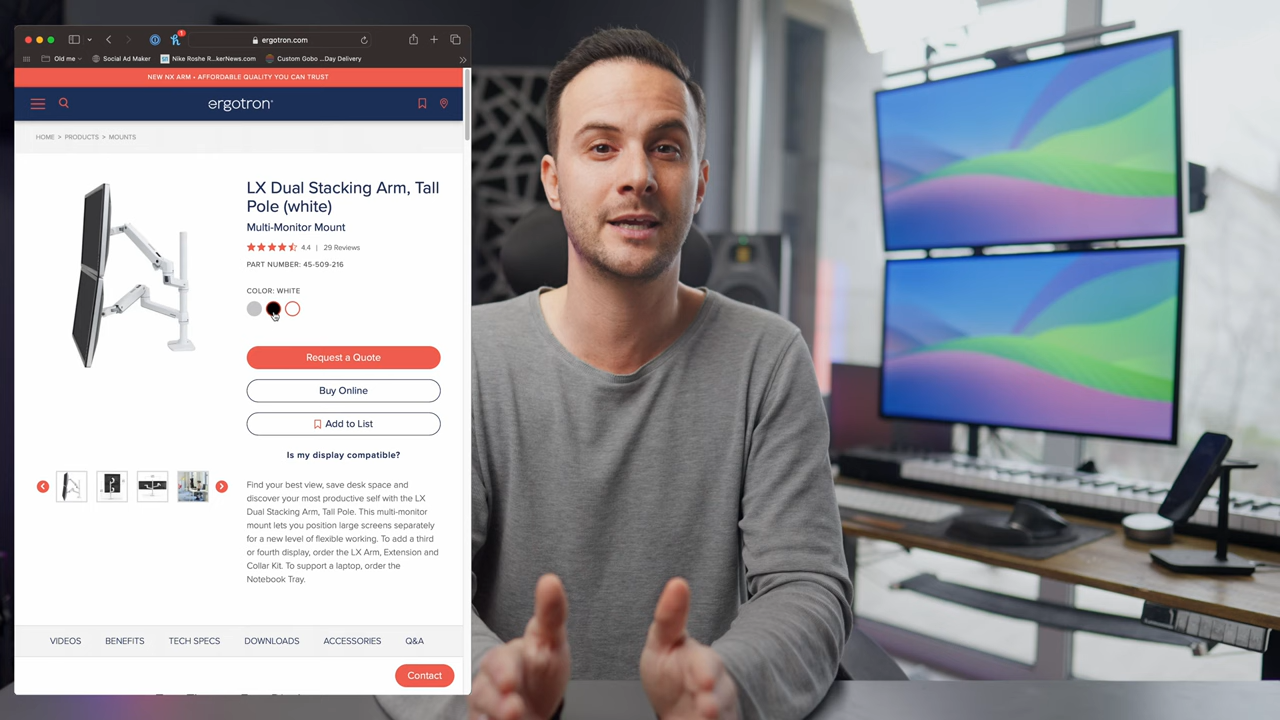 1
ergotron.com
Old me
Social Ad Maker
Nike Roshe R...kerNews.com
Custom Gobo ...Day Delivery
NEW NX ARM • AFFORDABLE QUALITY YOU CAN TRUST
ergotron
HOME > PRODUCTS > MOUNTS
LX Dual Stacking Arm, Tall
Pole (white)
Multi-Monitor Mount
4.4 | 29 Reviews
PART NUMBER: 45-509-216
COLOR: WHITE
Request a Quote
Buy Online
Add to List
Is my display compatible?
Find your best view, save desk space and
discover your most productive self with the LX
Dual Stacking Arm, Tall Pole. This multi-monitor
mount lets you position large screens separately
for a new level of flexible working. To add a third
or fourth display, order the LX Arm, Extension and
Collar Kit. To support a laptop, order the
Notebook Tray.
VIDEOS BENEFITS TECH SPECS DOWNLOADS ACCESSORIES Q&A
Contact